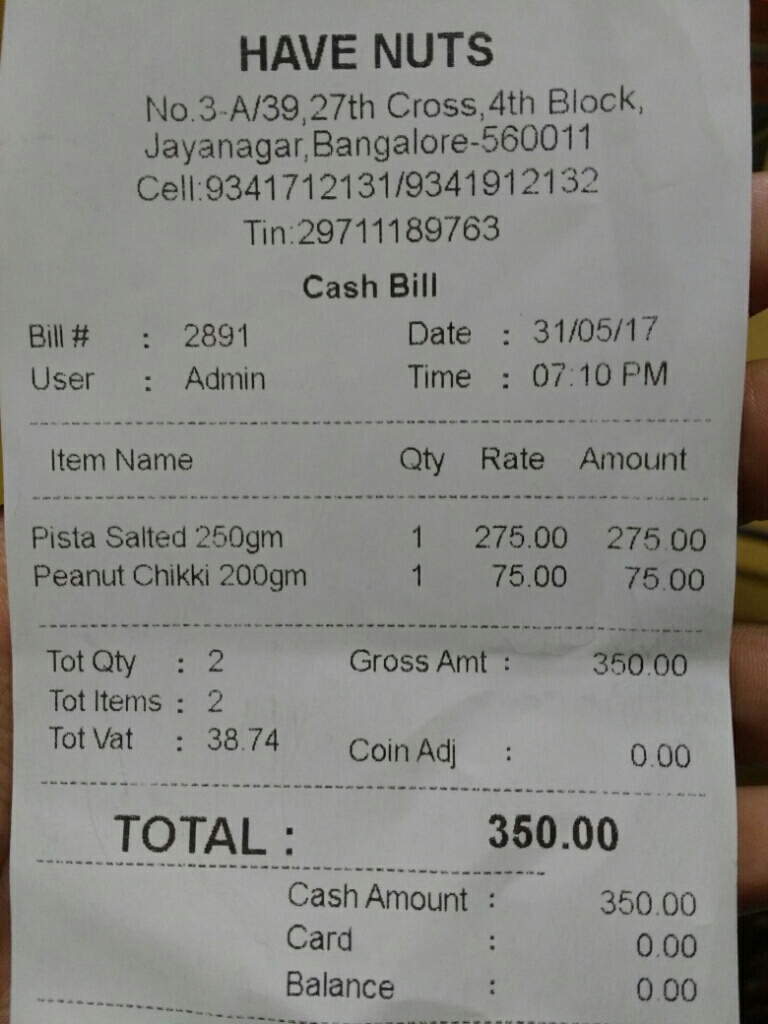 HAVE NUTS
No.3-A/39,27th Cross,4th Block,
Jayanagar,Bangalore-560011
Cell:9341712131/9341912132
Tin:29711189763
Cash Bill
Bill # : 2891 Date : 31/05/17
User : Admin Time : 07:10 PM
Item Name Qty Rate Amount
Pista Salted 250gm 1 275.00 275.00
Peanut Chikki 200gm 1 75.00 75.00
Tot Qty : 2 Gross Amt : 350.00
Tot Items : 2
Tot Vat : 38.74 Coin Adj : 0.00
TOTAL : 350.00
Cash Amount : 350.00
Card : 0.00
Balance : 0.00